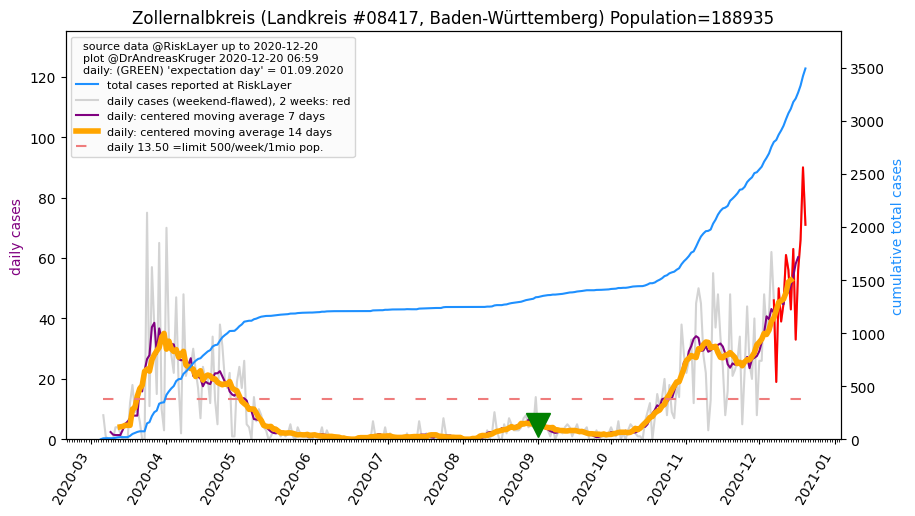 Zollernalbkreis (Landkreis #08417, Baden-Württemberg) Population=188935
source data @RiskLayer up to 2020-12-20
plot @DrAndreasKruger 2020-12-20 06:59
daily: (GREEN) 'expectation day' = 01.09.2020
total cases reported at RiskLayer
daily cases (weekend-flawed), 2 weeks: red
daily: centered moving average 7 days
daily: centered moving average 14 days
daily 13.50 =limit 500/week/1mio pop.
daily cases
120
100
80
60
40
20
0
3500
3000
2500
2000
1500
1000
500
0
cumulative total cases
2020-03
2020-04
2020-05
2020-06
2020-07
2020-08
2020-09
2020-10
2020-11
2020-12
2021-01